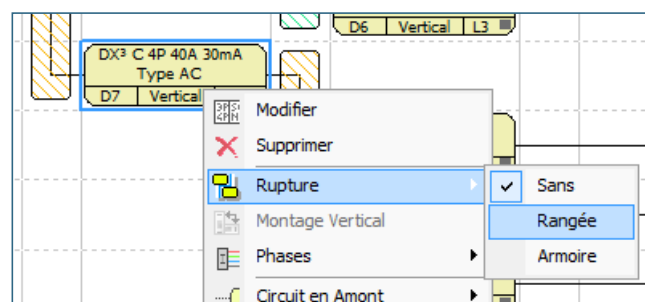 D6 Vertical L3
DX³ C 4P 40A 30mA
Type AC
D7 Vertical
Modifier
Supprimer
Rupture
Sans
Montage Vertical
Rangée
Phases
Armoire
Circuit en Amont